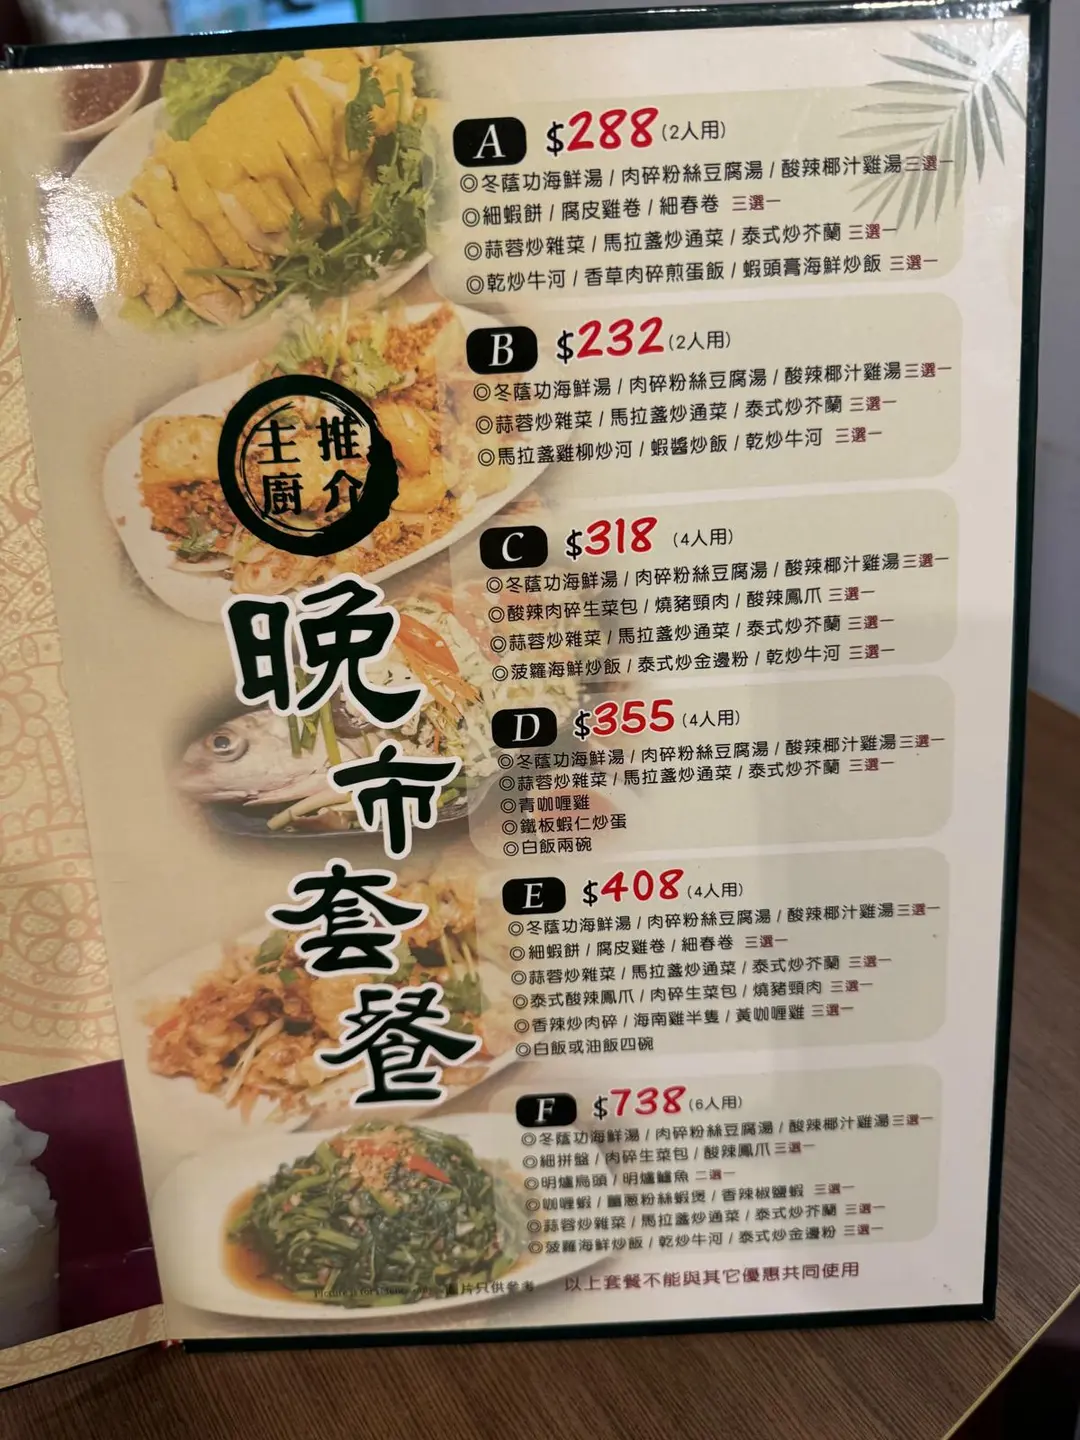 主廚推介
晚市套餐
A $288(2人用)
◎冬蔭功海鮮湯/肉碎粉絲豆腐湯/酸辣椰汁雞湯三選一
◎細蝦餅/腐皮雞卷/細春卷 三選一
◎蒜蓉炒雜菜/馬拉盞炒通菜/泰式炒芥蘭 三選一
◎乾炒牛河/香草肉碎煎蛋飯/蝦頭膏海鮮炒飯 三選一
B $232(2人用)
◎冬蔭功海鮮湯/肉碎粉絲豆腐湯/酸辣椰汁雞湯三選一
◎蒜蓉炒雜菜/馬拉盞炒通菜/泰式炒芥蘭 三選一
◎馬拉盞雞柳炒河/蝦醬炒飯/乾炒牛河 三選一
C $318 (4人用)
◎冬蔭功海鮮湯/肉碎粉絲豆腐湯/酸辣椰汁雞湯三選一
◎酸辣肉碎生菜包/燒豬頸肉/酸辣鳳爪 三選一
◎蒜蓉炒雜菜/馬拉盞炒通菜/泰式炒芥蘭 三選一
◎菠蘿海鮮炒飯/泰式炒金邊粉/乾炒牛河 三選一
D $355(4人用)
◎冬蔭功海鮮湯/肉碎粉絲豆腐湯/酸辣椰汁雞湯三選一
◎蒜蓉炒雜菜/馬拉盞炒通菜/泰式炒芥蘭 三選一
◎青咖喱雞
◎鐵板蝦仁炒蛋
◎白飯兩碗
E $408(4人用)
◎冬蔭功海鮮湯/肉碎粉絲豆腐湯/酸辣椰汁雞湯三選一
◎細蝦餅/腐皮雞卷/細春卷 三選一
◎蒜蓉炒雜菜/馬拉盞炒通菜/泰式炒芥蘭 三選一
◎泰式酸辣鳳爪/肉碎生菜包/燒豬頸肉 三選一
◎香辣炒肉碎/海南雞半隻/黃咖喱雞 三選一
◎白飯或油飯四碗
F $738(6人用)
◎冬蔭功海鮮湯/肉碎粉絲豆腐湯/酸辣椰汁雞湯三選一
◎細拼盤/肉碎生菜包/酸辣鳳爪三選一
◎明爐烏頭/明爐鱸魚 二選一
◎咖喱蝦/薑蔥粉絲蝦煲/香辣椒鹽蝦 三選一
◎蒜蓉炒雜菜/馬拉盞炒通菜/泰式炒芥蘭 三選一
◎菠蘿海鮮炒飯/乾炒牛河/泰式炒金邊粉 三選一
Picture is for 圖片只供參考 以上套餐不能與其它優惠共同使用